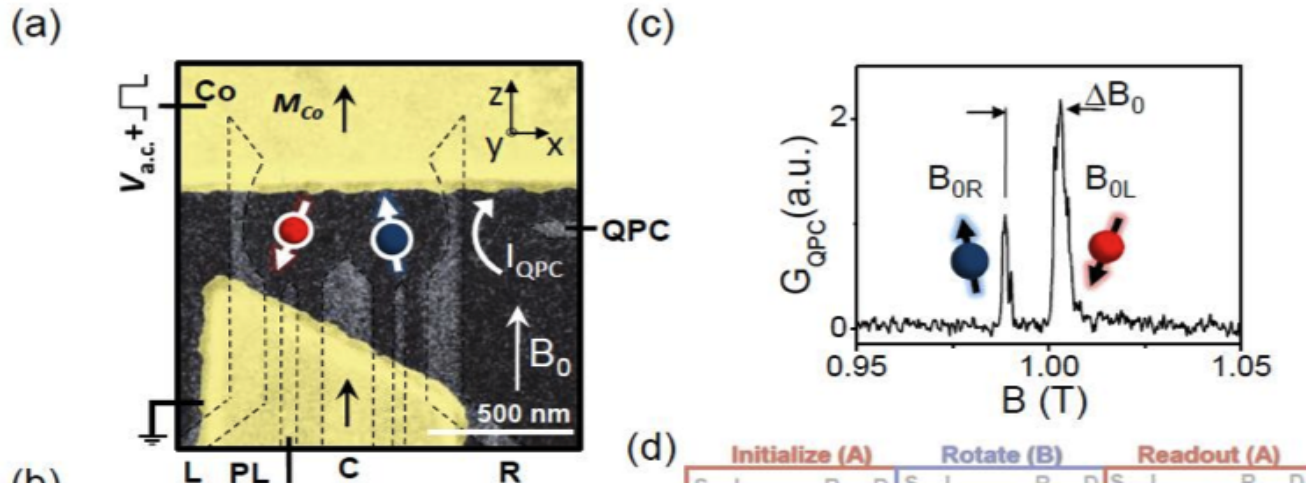 (a)
Co
M_Co
z
y
x
V_a.c.+
QPC
I_QPC
B_0
500 nm
L PL C R
(b)
(c)
G_QPC(a.u.)
2
0
ΔB_0
B_0R
B_0L
0.95 1.00 1.05
B (T)
(d)
Initialize (A) Rotate (B) Readout (A)